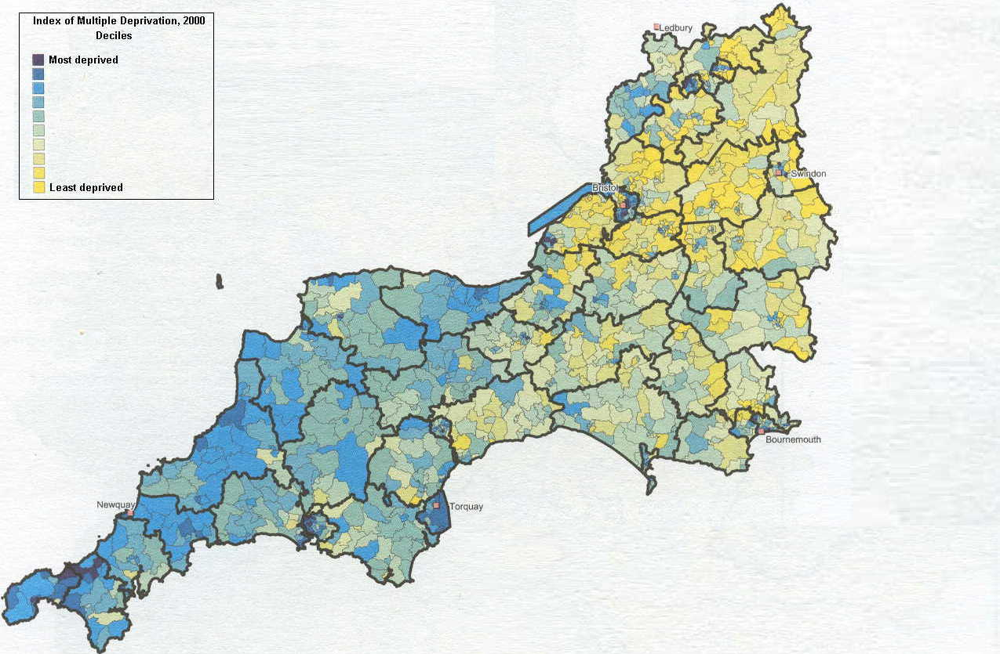 Index of Multiple Deprivation, 2000
Deciles
Most deprived
Least deprived
Ledbury
Swindon
Bristol
Bournemouth
Newquay
Torquay